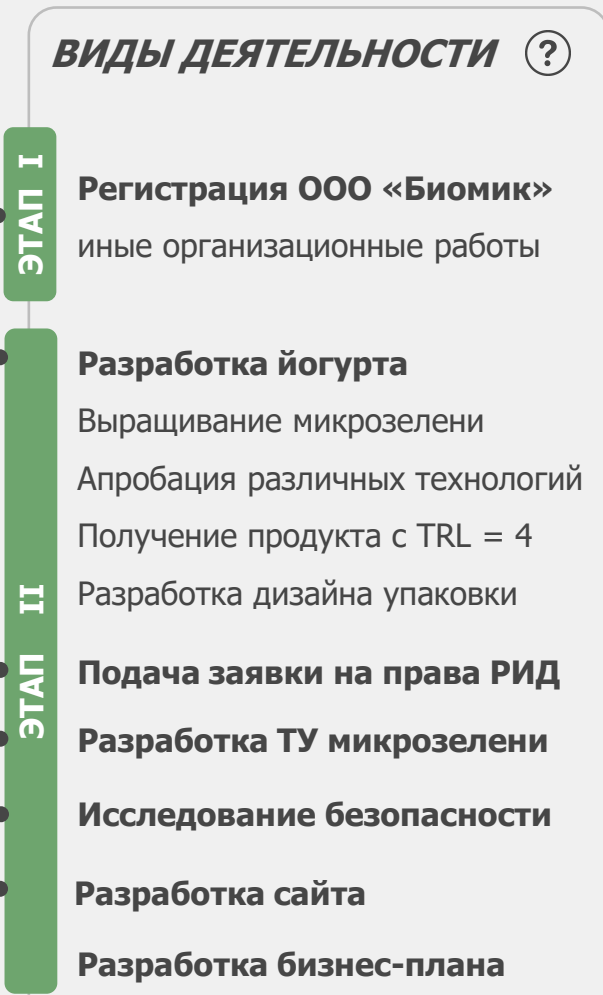 ВИДЫ ДЕЯТЕЛЬНОСТИ ?
ЭТАП I
Регистрация ООО «Биомик»
иные организационные работы
ЭТАП II
Разработка йогурта
Выращивание микрозелени
Апробация различных технологий
Получение продукта с TRL = 4
Разработка дизайна упаковки
Подача заявки на права РИД
Разработка ТУ микрозелени
Исследование безопасности
Разработка сайта
Разработка бизнес-плана